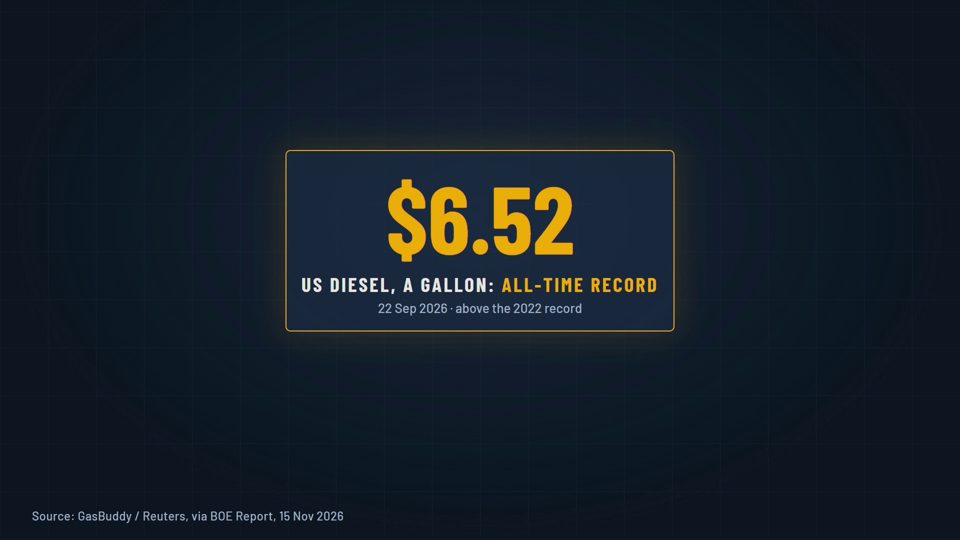 $6.52
US DIESEL, A GALLON: ALL-TIME RECORD
22 Sep 2026 · above the 2022 record
Source: GasBuddy / Reuters, via BOE Report, 15 Nov 2026